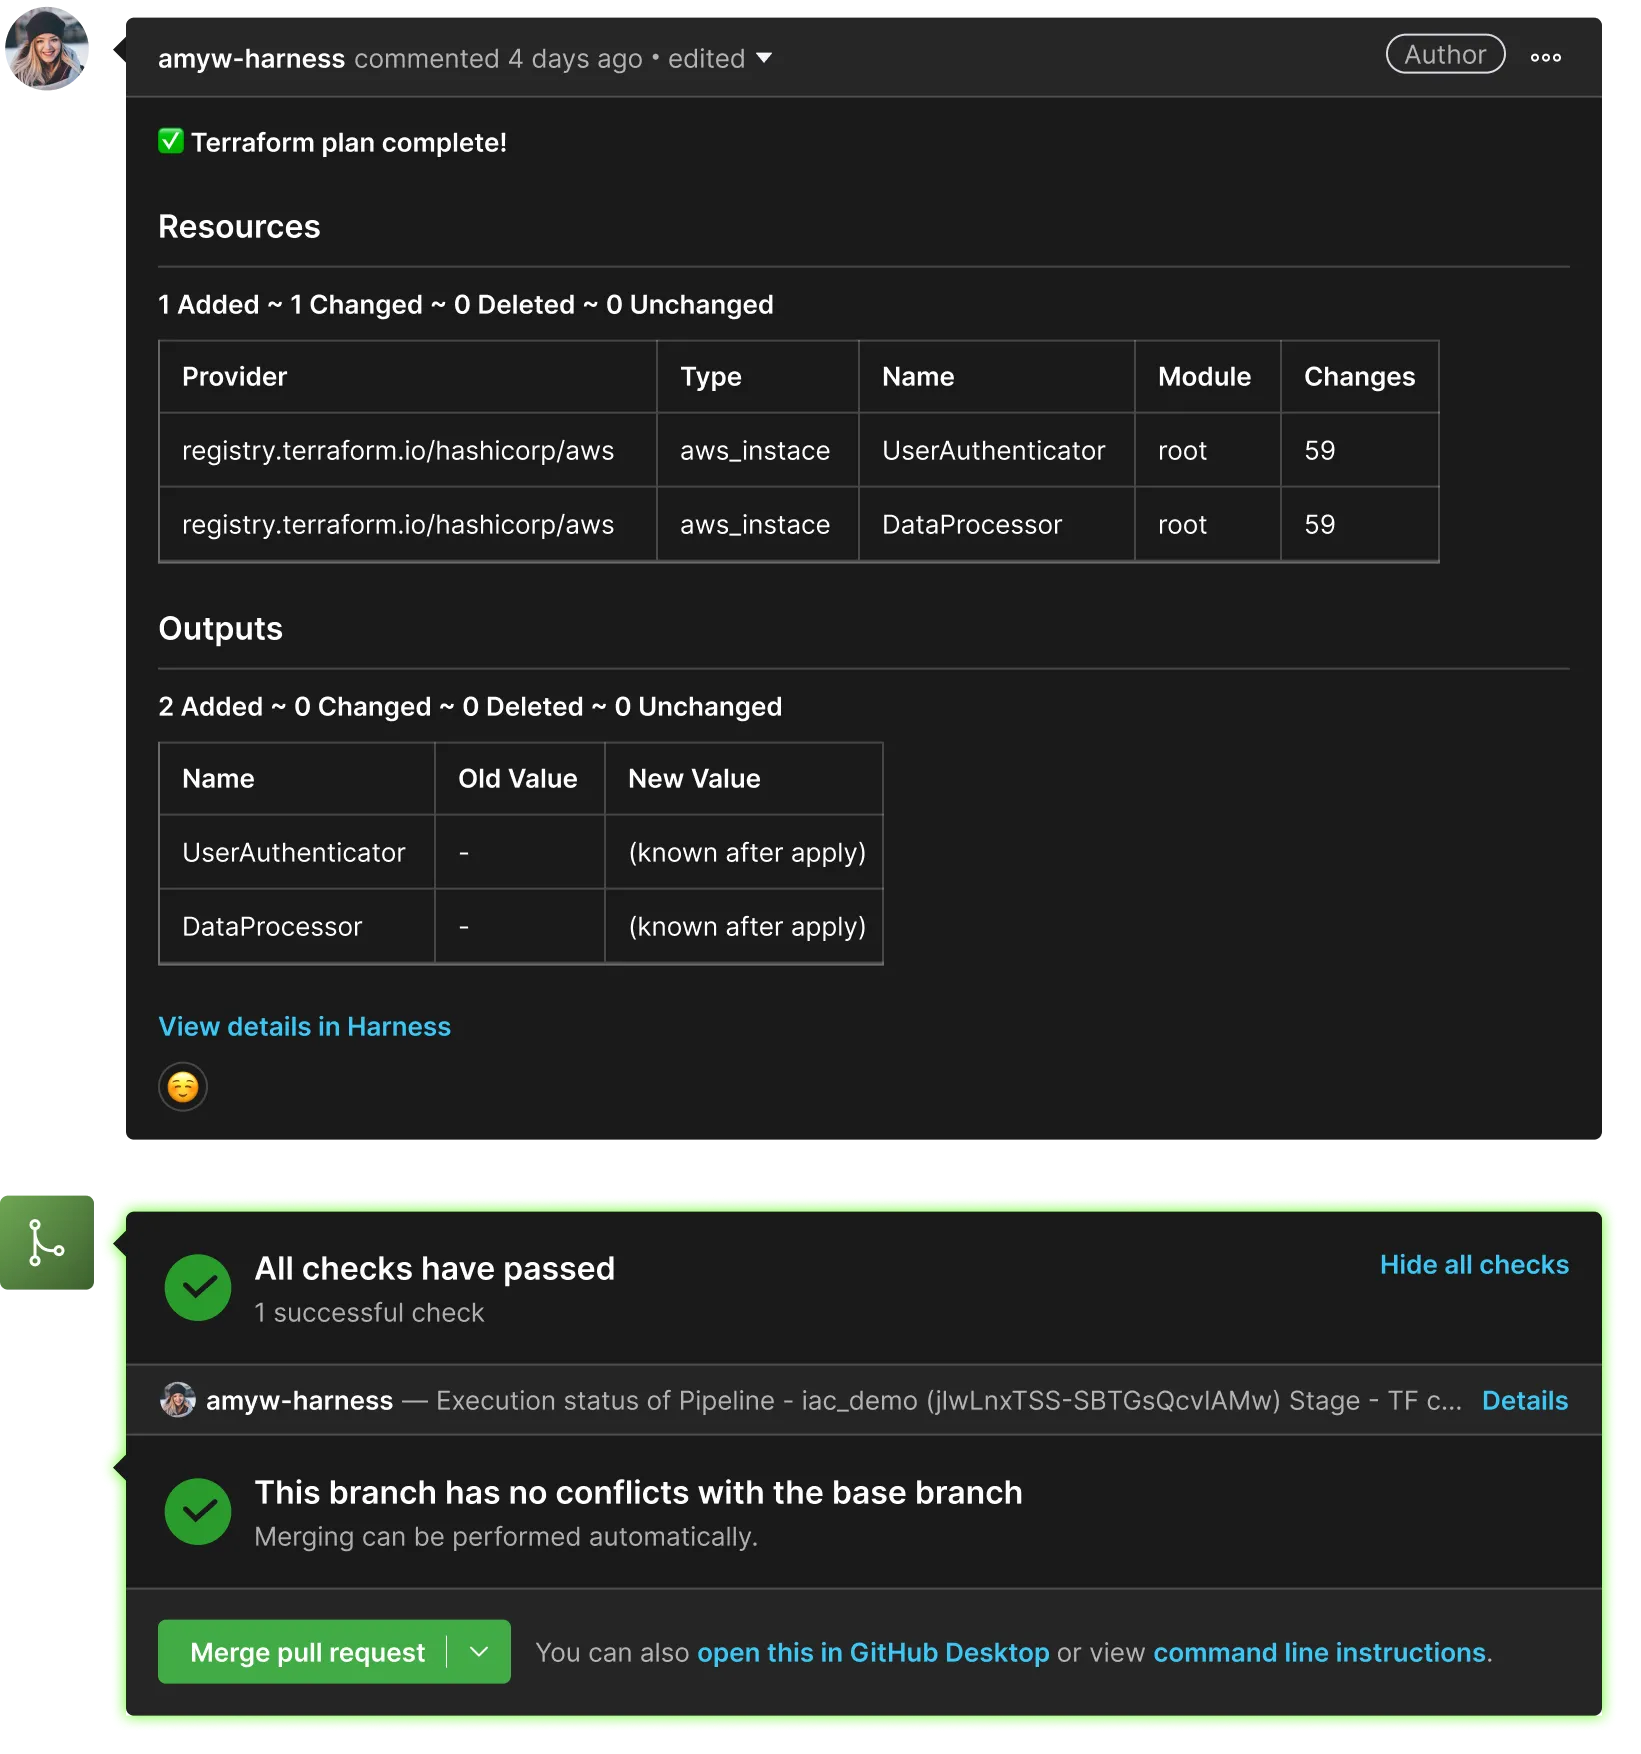 amyw-harness commented 4 days ago • edited
Author
✅ Terraform plan complete!
Resources
1 Added ~ 1 Changed ~ 0 Deleted ~ 0 Unchanged
Provider Type Name Module Changes
registry.terraform.io/hashicorp/aws aws_instace UserAuthenticator root 59
registry.terraform.io/hashicorp/aws aws_instace DataProcessor root 59
Outputs
2 Added ~ 0 Changed ~ 0 Deleted ~ 0 Unchanged
Name Old Value New Value
UserAuthenticator - (known after apply)
DataProcessor - (known after apply)
View details in Harness
All checks have passed
Hide all checks
1 successful check
amyw-harness — Execution status of Pipeline - iac_demo (jlwLnxTSS-SBTGsQcvlAMw) Stage - TF c... Details
This branch has no conflicts with the base branch
Merging can be performed automatically.
Merge pull request
You can also open this in GitHub Desktop or view command line instructions.